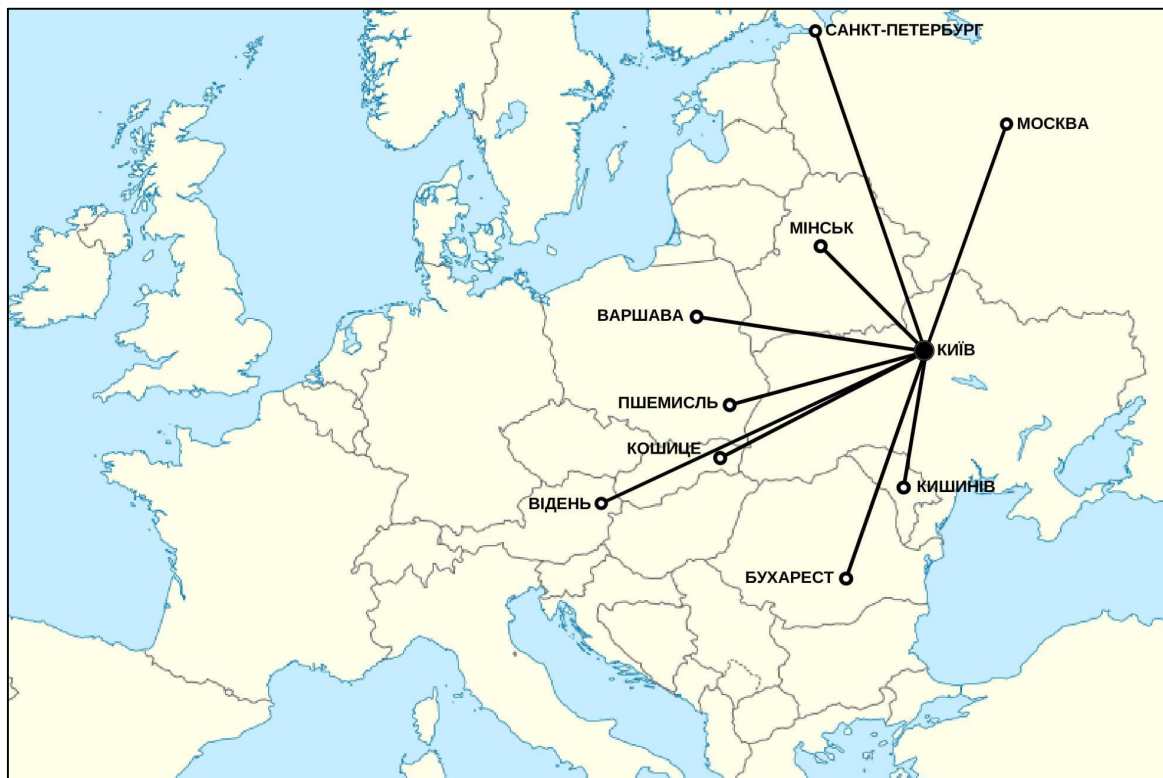 САНКТ-ПЕТЕРБУРГ
МОСКВА
МІНСЬК
ВАРШАВА
КИЇВ
ПШЕМИСЛЬ
КОШИЦЕ
КИШИНІВ
ВІДЕНЬ
БУХАРЕСТ